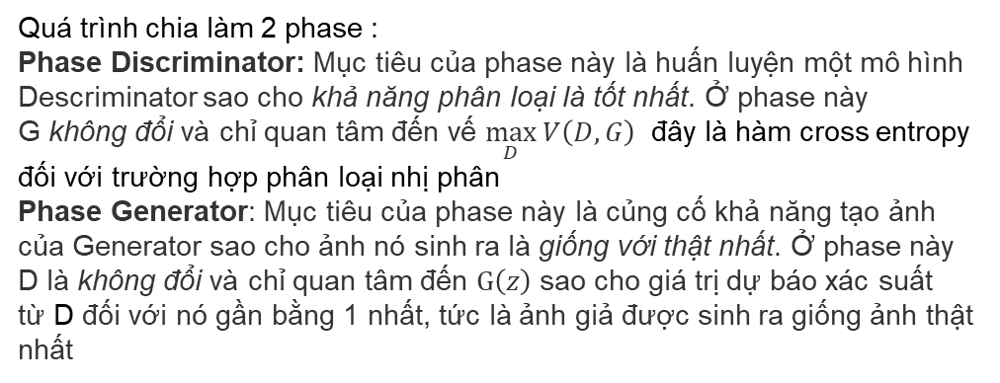 Quá trình chia làm 2 phase :
Phase Discriminator: Mục tiêu của phase này là huấn luyện một mô hình
Descriminator sao cho khả năng phân loại là tốt nhất. Ở phase này
G không đổi và chỉ quan tâm đến vế max V(D, G) đây là hàm cross entropy
D
đối với trường hợp phân loại nhị phân
Phase Generator: Mục tiêu của phase này là củng cố khả năng tạo ảnh
của Generator sao cho ảnh nó sinh ra là giống với thật nhất. Ở phase này
D là không đổi và chỉ quan tâm đến G(z) sao cho giá trị dự báo xác suất
từ D đối với nó gần bằng 1 nhất, tức là ảnh giả được sinh ra giống ảnh thật
nhất